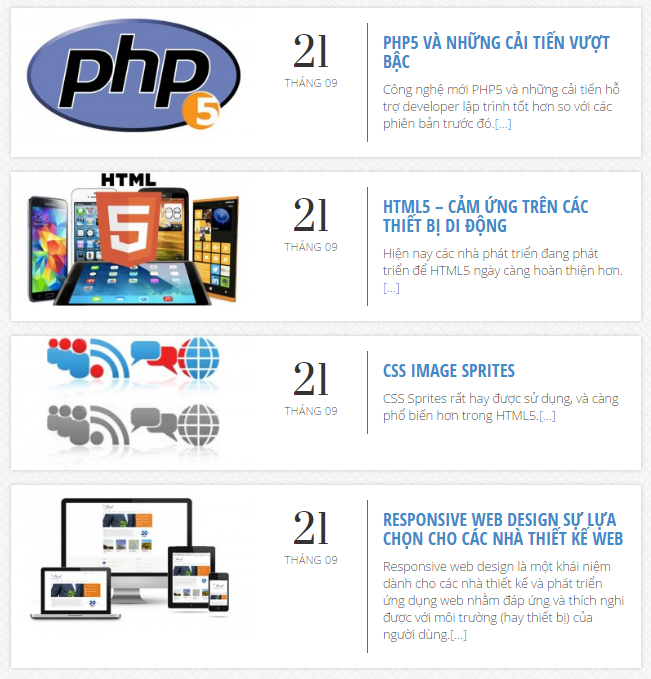 php
5
21
THÁNG 09
PHP5 VÀ NHỮNG CẢI TIẾN VƯỢT
BẬC
Công nghệ mới PHP5 và những cải tiến hỗ
trợ developer lập trình tốt hơn so với các
phiên bản trước đó.[...]
HTML
5
21
THÁNG 09
HTML5 – CẢM ỨNG TRÊN CÁC
THIẾT BỊ DI ĐỘNG
Hiện nay các nhà phát triển đang phát
triển để HTML5 ngày càng hoàn thiện hơn.
[...]
21
THÁNG 09
CSS IMAGE SPRITES
CSS Sprites rất hay được sử dụng, và càng
phổ biến hơn trong HTML5.[...]
21
THÁNG 09
RESPONSIVE WEB DESIGN SỰ LỰA
CHỌN CHO CÁC NHÀ THIẾT KẾ WEB
Responsive web design là một khái niệm
dành cho các nhà thiết kế và phát triển
ứng dụng web nhằm đáp ứng và thích nghi
được với môi trường (hay thiết bị) của
người dùng.[...]